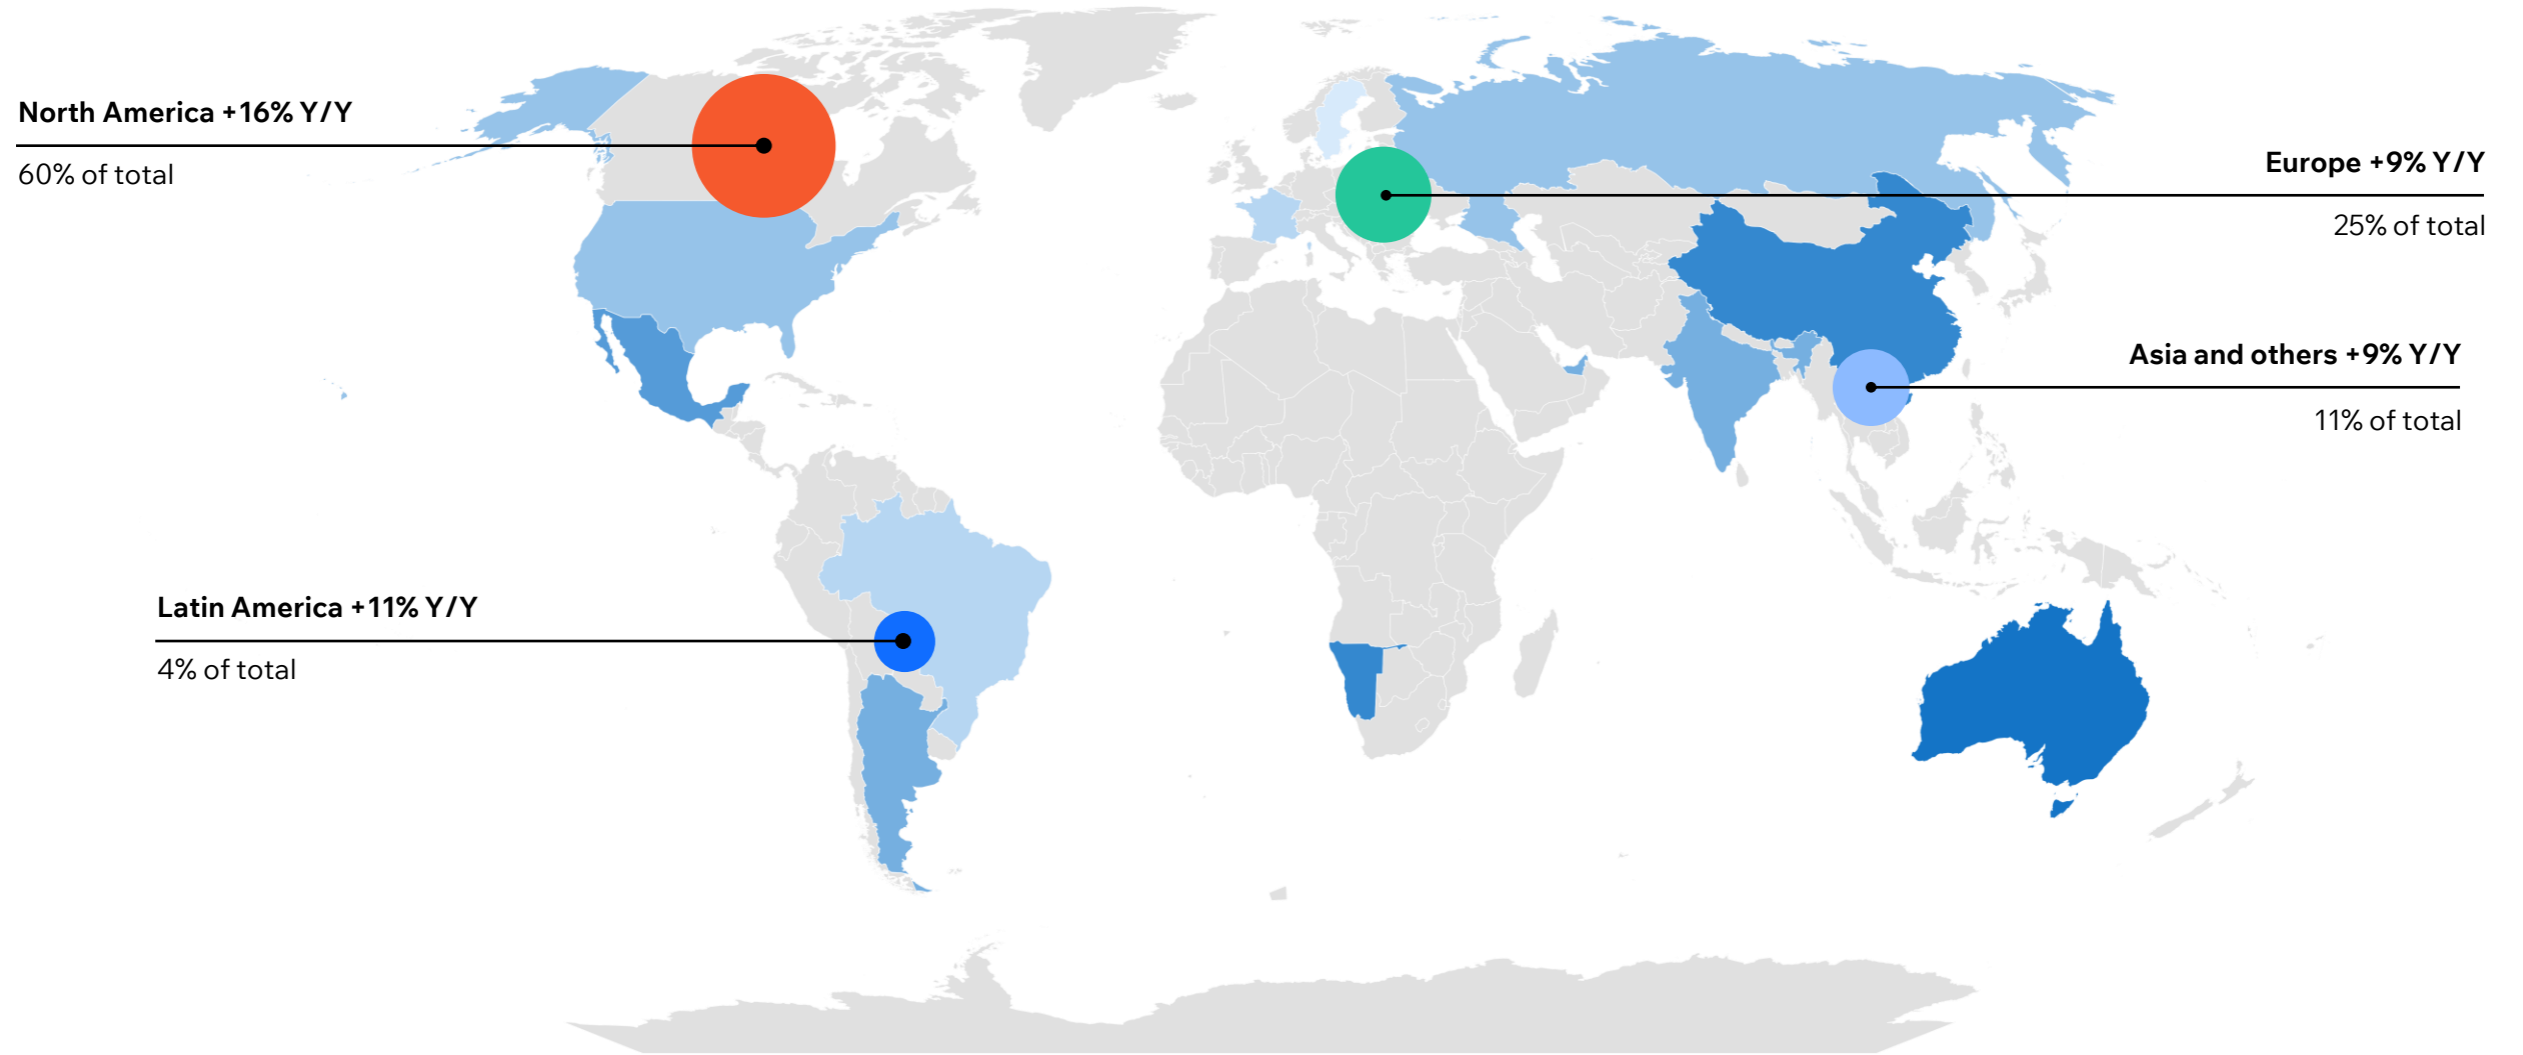 North America +16% Y/Y
60% of total
Europe +9% Y/Y
25% of total
Asia and others +9% Y/Y
11% of total
Latin America +11% Y/Y
4% of total